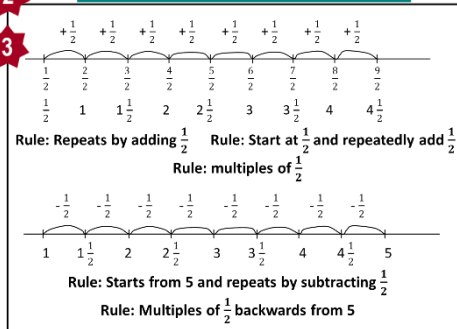 2
3
+1/2 +1/2 +1/2 +1/2 +1/2 +1/2 +1/2 +1/2
1/2 2/2 3/2 4/2 5/2 6/2 7/2 8/2 9/2
1/2 1 1 1/2 2 2 1/2 3 3 1/2 4 4 1/2
Rule: Repeats by adding 1/2 Rule: Start at 1/2 and repeatedly add 1/2
Rule: multiples of 1/2
-1/2 -1/2 -1/2 -1/2 -1/2 -1/2 -1/2 -1/2
1 1 1/2 2 2 1/2 3 3 1/2 4 4 1/2 5
Rule: Starts from 5 and repeats by subtracting 1/2
Rule: Multiples of 1/2 backwards from 5